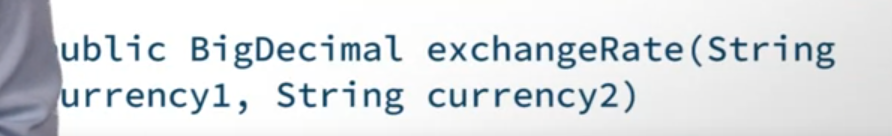 ublic BigDecimal exchangeRate(String
urrency1, String currency2)